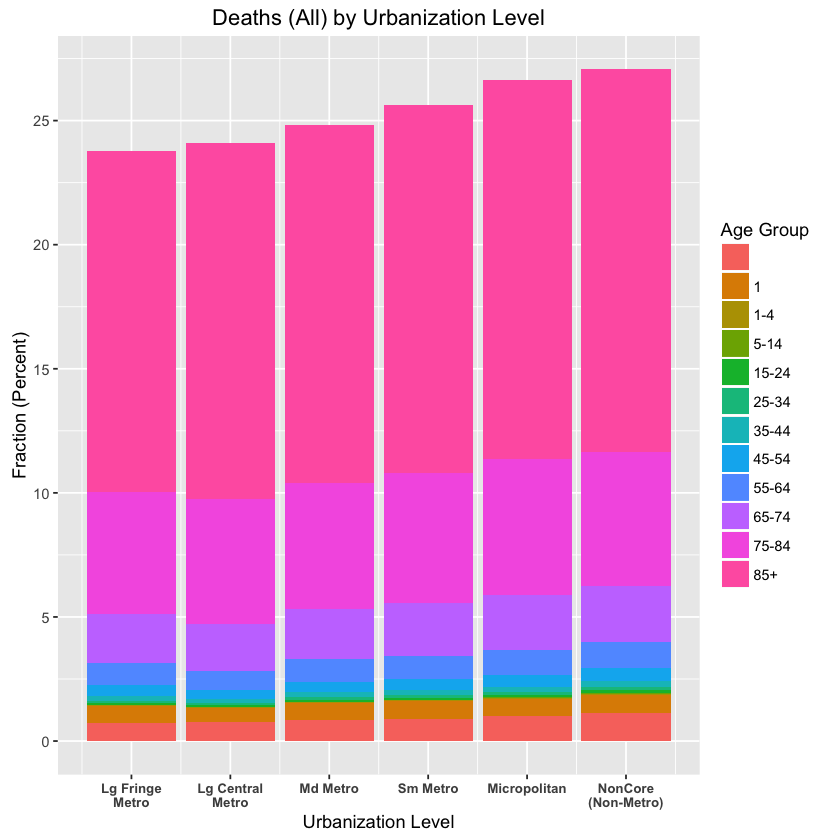 Deaths (All) by Urbanization Level
Fraction (Percent)
25
20
15
10
5
0
Lg Fringe
Metro
Lg Central
Metro
Md Metro
Sm Metro
Micropolitan
NonCore
(Non-Metro)
Urbanization Level
Age Group
1
1-4
5-14
15-24
25-34
35-44
45-54
55-64
65-74
75-84
85+